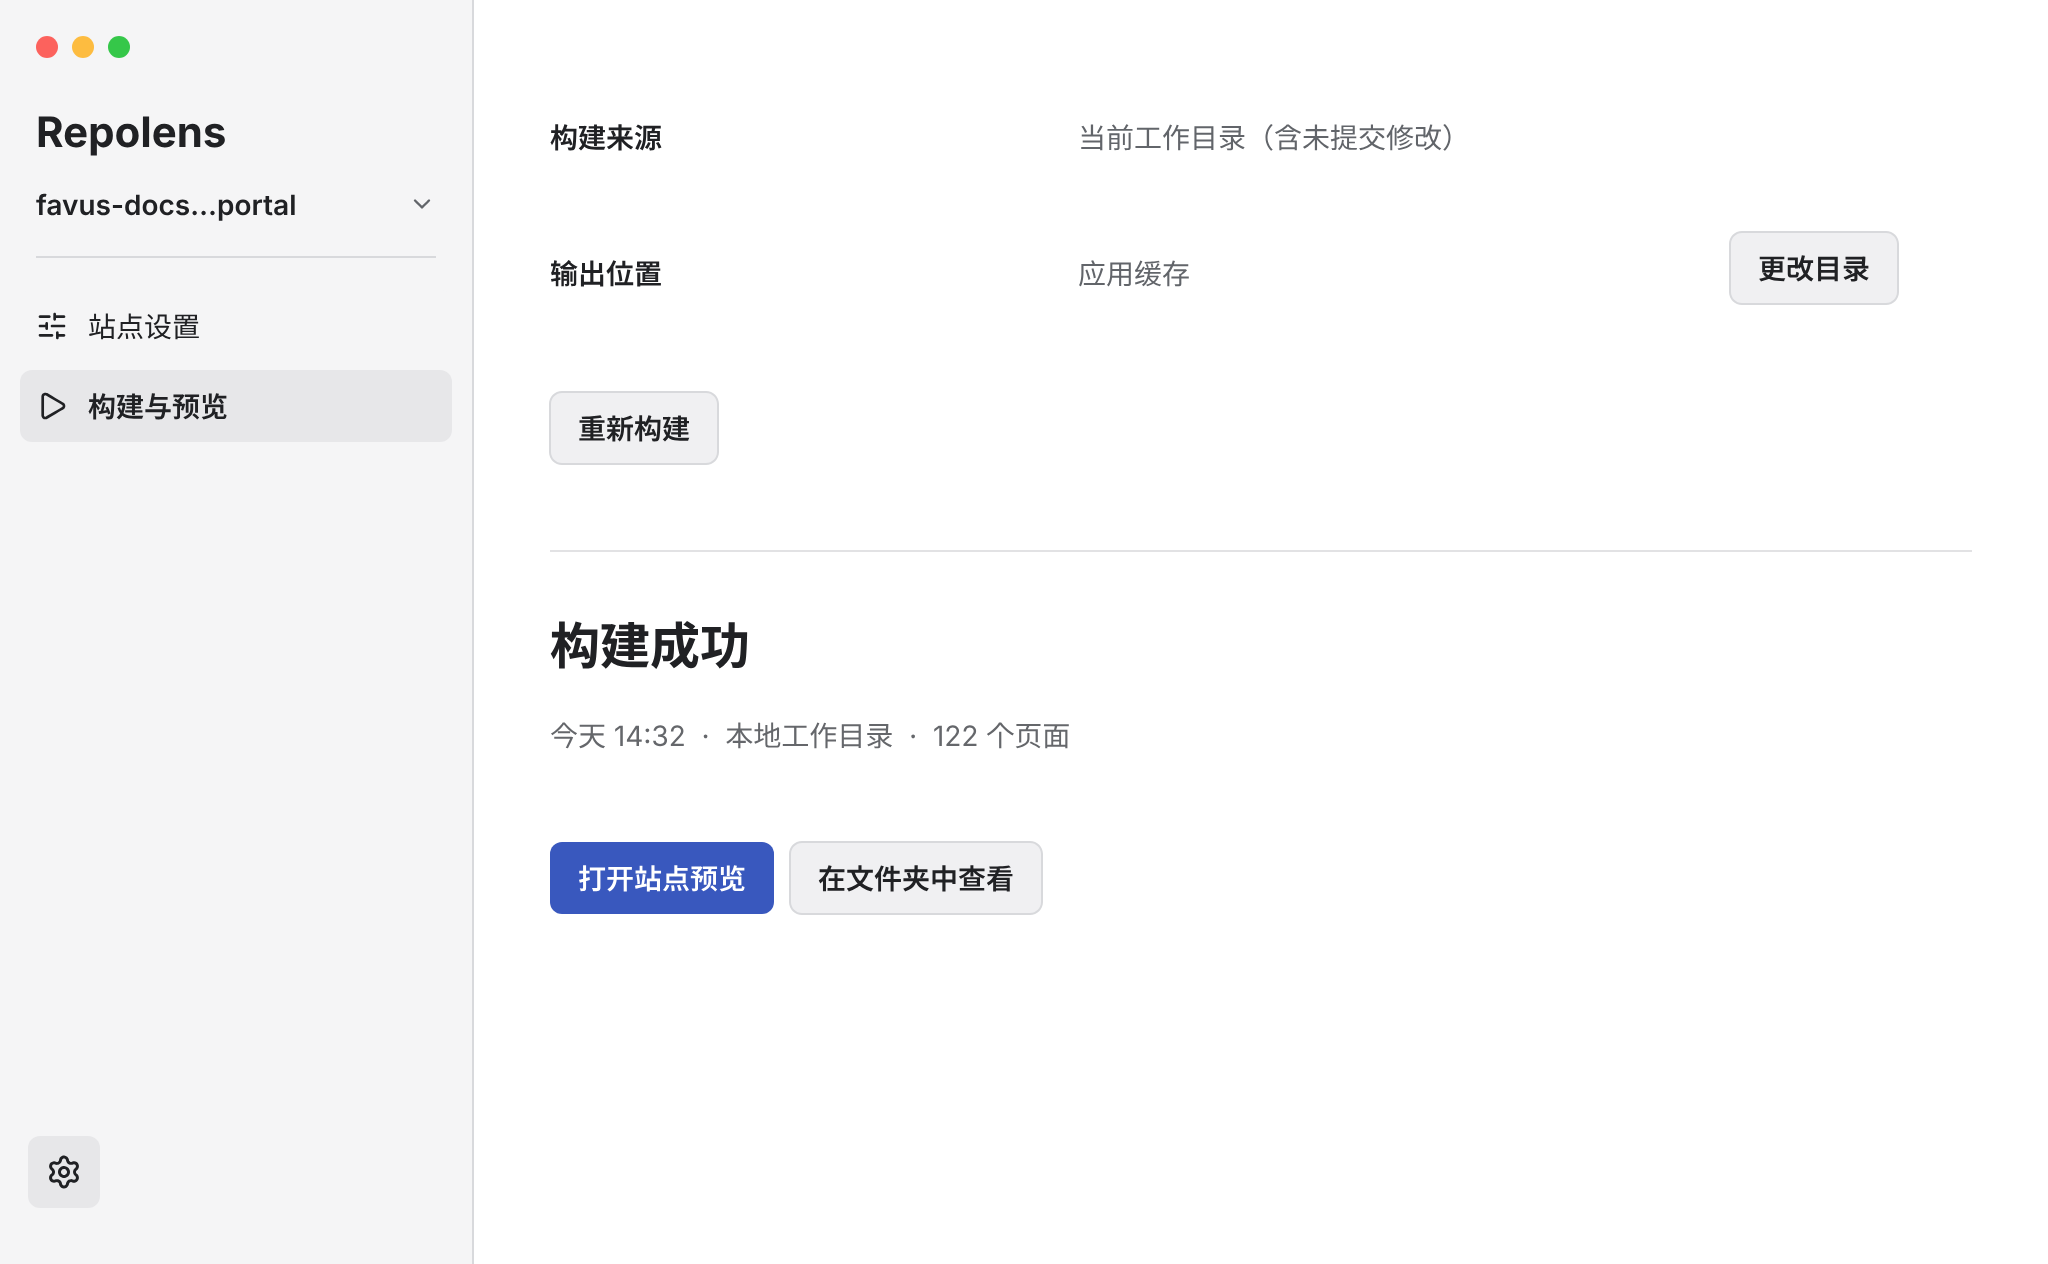 Repolens
favus-docs...portal
站点设置
构建与预览
构建来源
当前工作目录（含未提交修改）
输出位置
应用缓存
更改目录
重新构建
构建成功
今天 14:32 · 本地工作目录 · 122 个页面
打开站点预览
在文件夹中查看